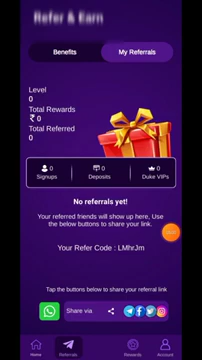 Refer & Earn
Benefits
My Referrals
Level
0
Total Rewards
₹ 0
Total Referred
0
0
Signups
0
Deposits
0
Duke VIPs
No referrals yet!
Your referred friends will show up here, Use
the below buttons to share your link.
Your Refer Code : LMhrJm
Tap the buttons below to share your referral link
Share via
Home
Referrals
Rewards
Account